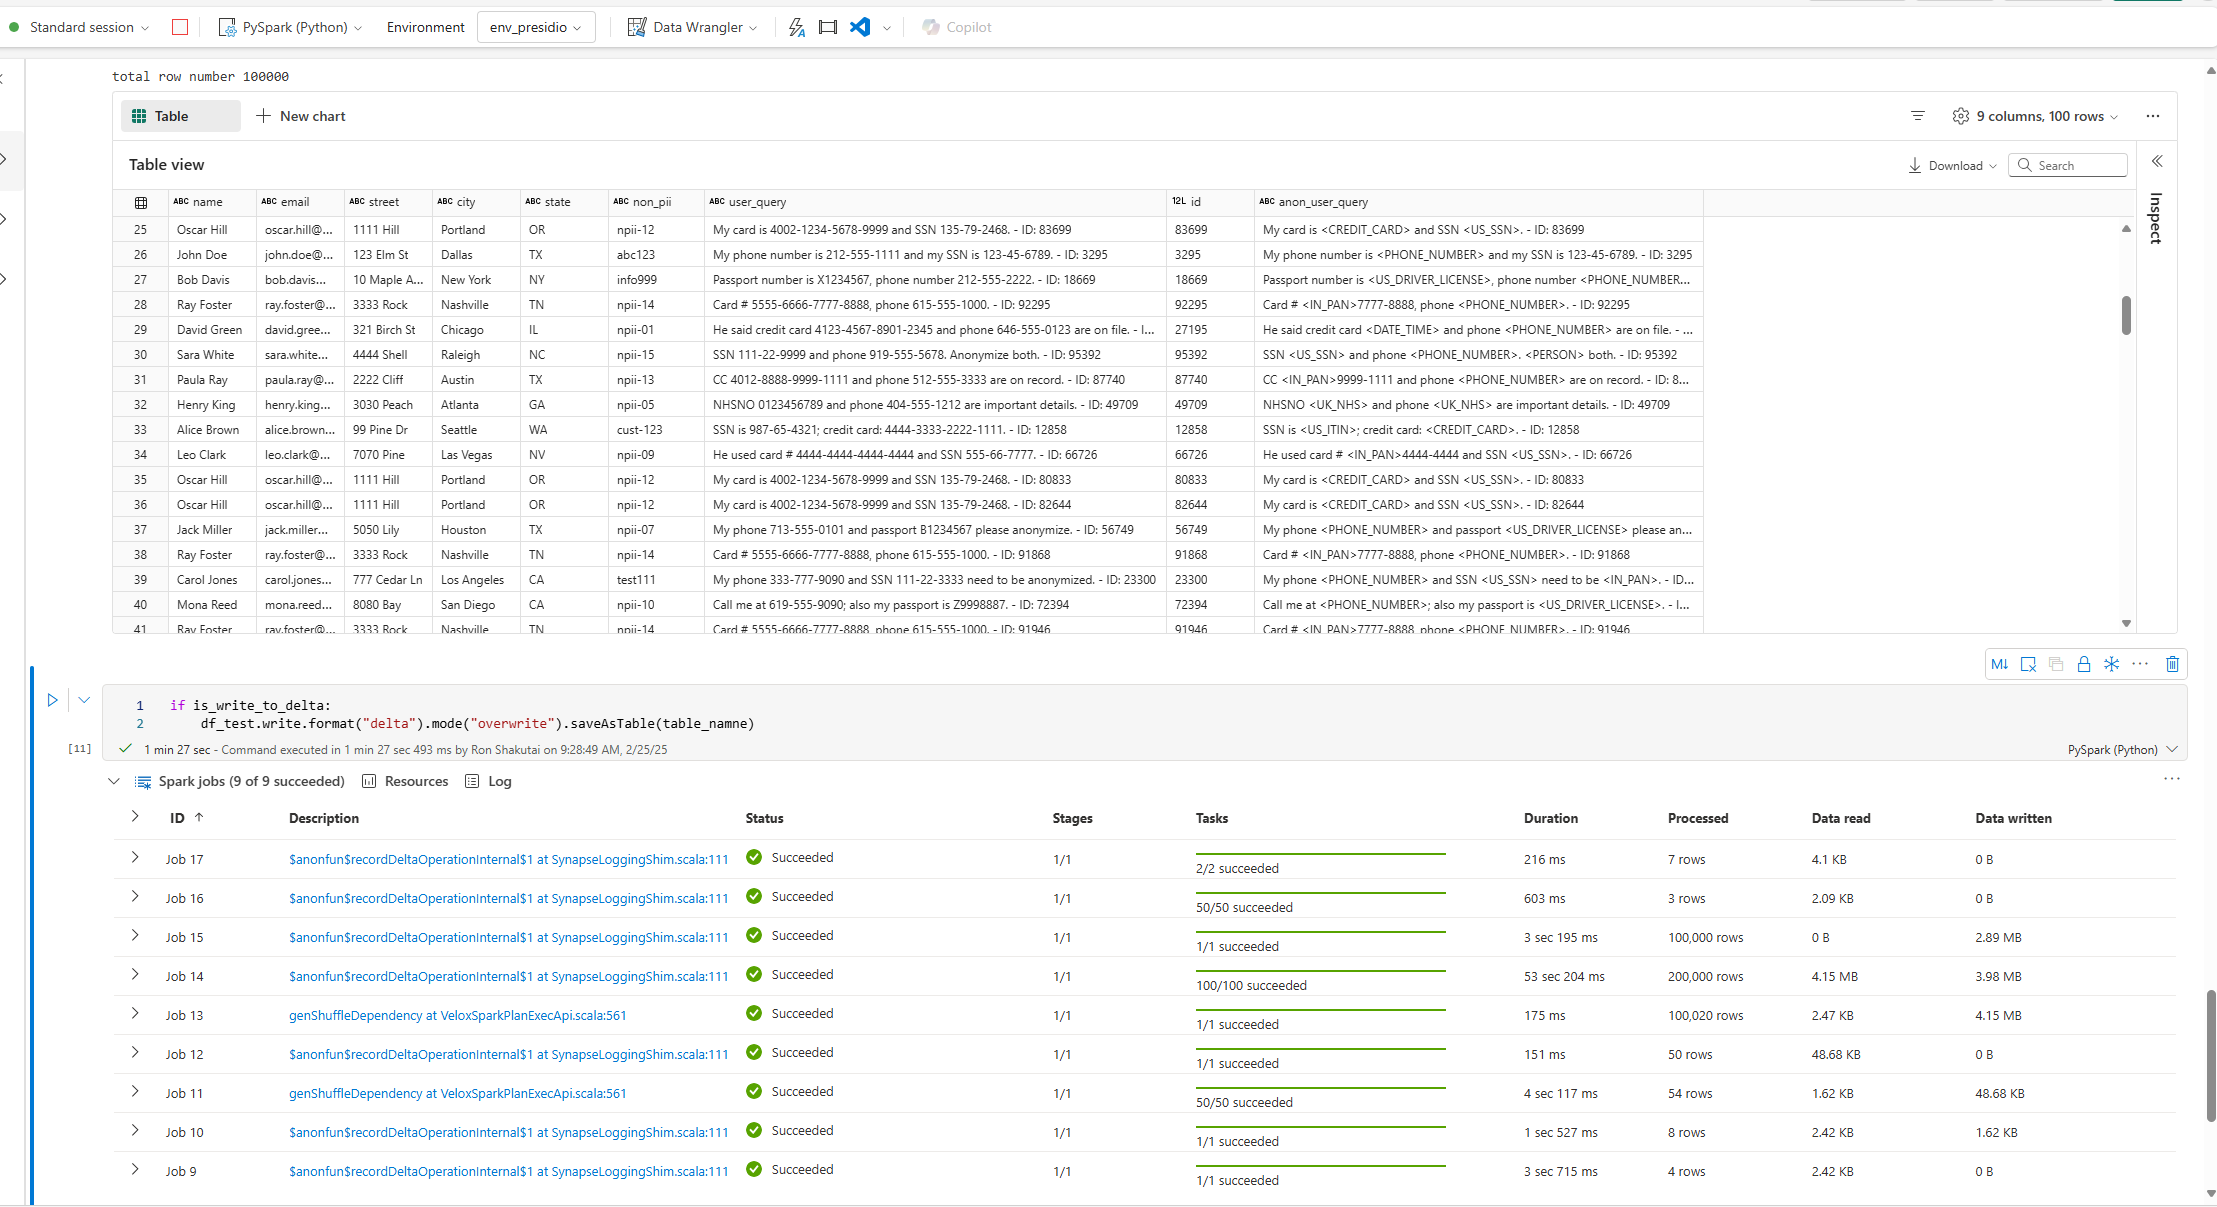 Standard session PySpark (Python) Environment env_presidio Data Wrangler Copilot
total row number 100000
Table New chart 9 columns, 100 rows
Table view Download Search
Inspect
ABC name ABC email ABC street ABC city ABC state ABC non_pii ABC user_query 12L id ABC anon_user_query
25 Oscar Hill oscar.hill@... 1111 Hill Portland OR npii-12 My card is 4002-1234-5678-9999 and SSN 135-79-2468. - ID: 83699 83699 My card is <CREDIT_CARD> and SSN <US_SSN>. - ID: 83699
26 John Doe john.doe@... 123 Elm St Dallas TX abc123 My phone number is 212-555-1111 and my SSN is 123-45-6789. - ID: 3295 3295 My phone number is <PHONE_NUMBER> and my SSN is 123-45-6789. - ID: 3295
27 Bob Davis bob.davis... 10 Maple A... New York NY info999 Passport number is X1234567, phone number 212-555-2222. - ID: 18669 18669 Passport number is <US_DRIVER_LICENSE>, phone number <PHONE_NUMBER...
28 Ray Foster ray.foster@... 3333 Rock Nashville TN npii-14 Card # 5555-6666-7777-8888, phone 615-555-1000. - ID: 92295 92295 Card # <IN_PAN>7777-8888, phone <PHONE_NUMBER>. - ID: 92295
29 David Green david.gree... 321 Birch St Chicago IL npii-01 He said credit card 4123-4567-8901-2345 and phone 646-555-0123 are on file. - I... 27195 He said credit card <DATE_TIME> and phone <PHONE_NUMBER> are on file. - ...
30 Sara White sara.white... 4444 Shell Raleigh NC npii-15 SSN 111-22-9999 and phone 919-555-5678. Anonymize both. - ID: 95392 95392 SSN <US_SSN> and phone <PHONE_NUMBER>. <PERSON> both. - ID: 95392
31 Paula Ray paula.ray@... 2222 Cliff Austin TX npii-13 CC 4012-8888-9999-1111 and phone 512-555-3333 are on record. - ID: 87740 87740 CC <IN_PAN>9999-1111 and phone <PHONE_NUMBER> are on record. - ID: 8...
32 Henry King henry.king... 3030 Peach Atlanta GA npii-05 NHSNO 0123456789 and phone 404-555-1212 are important details. - ID: 49709 49709 NHSNO <UK_NHS> and phone <UK_NHS> are important details. - ID: 49709
33 Alice Brown alice.brown... 99 Pine Dr Seattle WA cust-123 SSN is 987-65-4321; credit card: 4444-3333-2222-1111. - ID: 12858 12858 SSN is <US_ITIN>; credit card: <CREDIT_CARD>. - ID: 12858
34 Leo Clark leo.clark@... 7070 Pine Las Vegas NV npii-09 He used card # 4444-4444-4444-4444 and SSN 555-66-7777. - ID: 66726 66726 He used card # <IN_PAN>4444-4444 and SSN <US_SSN>. - ID: 66726
35 Oscar Hill oscar.hill@... 1111 Hill Portland OR npii-12 My card is 4002-1234-5678-9999 and SSN 135-79-2468. - ID: 80833 80833 My card is <CREDIT_CARD> and SSN <US_SSN>. - ID: 80833
36 Oscar Hill oscar.hill@... 1111 Hill Portland OR npii-12 My card is 4002-1234-5678-9999 and SSN 135-79-2468. - ID: 82644 82644 My card is <CREDIT_CARD> and SSN <US_SSN>. - ID: 82644
37 Jack Miller jack.miller... 5050 Lily Houston TX npii-07 My phone 713-555-0101 and passport B1234567 please anonymize. - ID: 56749 56749 My phone <PHONE_NUMBER> and passport <US_DRIVER_LICENSE> please an...
38 Ray Foster ray.foster@... 3333 Rock Nashville TN npii-14 Card # 5555-6666-7777-8888, phone 615-555-1000. - ID: 91868 91868 Card # <IN_PAN>7777-8888, phone <PHONE_NUMBER>. - ID: 91868
39 Carol Jones carol.jones... 777 Cedar Ln Los Angeles CA test111 My phone 333-777-9090 and SSN 111-22-3333 need to be anonymized. - ID: 23300 23300 My phone <PHONE_NUMBER> and SSN <US_SSN> need to be <IN_PAN>. - ID...
40 Mona Reed mona.reed... 8080 Bay San Diego CA npii-10 Call me at 619-555-9090; also my passport is Z9998887. - ID: 72394 72394 Call me at <PHONE_NUMBER>; also my passport is <US_DRIVER_LICENSE>. - I...
41 Ray Foster ray.foster@... 3333 Rock Nashville TN npii-14 Card # 5555-6666-7777-8888, phone 615-555-1000. - ID: 91946 91946 Card # <IN_PAN>7777-8888, phone <PHONE_NUMBER>. - ID: 91946
M↓
1 if is_write_to_delta:
2 df_test.write.format("delta").mode("overwrite").saveAsTable(table_namne)
[11] 1 min 27 sec - Command executed in 1 min 27 sec 493 ms by Ron Shakutai on 9:28:49 AM, 2/25/25 PySpark (Python)
Spark jobs (9 of 9 succeeded) Resources Log
ID ↑ Description Status Stages Tasks Duration Processed Data read Data written
Job 17 $anonfun$recordDeltaOperationInternal$1 at SynapseLoggingShim.scala:111 Succeeded 1/1 2/2 succeeded 216 ms 7 rows 4.1 KB 0 B
Job 16 $anonfun$recordDeltaOperationInternal$1 at SynapseLoggingShim.scala:111 Succeeded 1/1 50/50 succeeded 603 ms 3 rows 2.09 KB 0 B
Job 15 $anonfun$recordDeltaOperationInternal$1 at SynapseLoggingShim.scala:111 Succeeded 1/1 1/1 succeeded 3 sec 195 ms 100,000 rows 0 B 2.89 MB
Job 14 $anonfun$recordDeltaOperationInternal$1 at SynapseLoggingShim.scala:111 Succeeded 1/1 100/100 succeeded 53 sec 204 ms 200,000 rows 4.15 MB 3.98 MB
Job 13 genShuffleDependency at VeloxSparkPlanExecApi.scala:561 Succeeded 1/1 1/1 succeeded 175 ms 100,020 rows 2.47 KB 4.15 MB
Job 12 $anonfun$recordDeltaOperationInternal$1 at SynapseLoggingShim.scala:111 Succeeded 1/1 1/1 succeeded 151 ms 50 rows 48.68 KB 0 B
Job 11 genShuffleDependency at VeloxSparkPlanExecApi.scala:561 Succeeded 1/1 50/50 succeeded 4 sec 117 ms 54 rows 1.62 KB 48.68 KB
Job 10 $anonfun$recordDeltaOperationInternal$1 at SynapseLoggingShim.scala:111 Succeeded 1/1 1/1 succeeded 1 sec 527 ms 8 rows 2.42 KB 1.62 KB
Job 9 $anonfun$recordDeltaOperationInternal$1 at SynapseLoggingShim.scala:111 Succeeded 1/1 1/1 succeeded 3 sec 715 ms 4 rows 2.42 KB 0 B